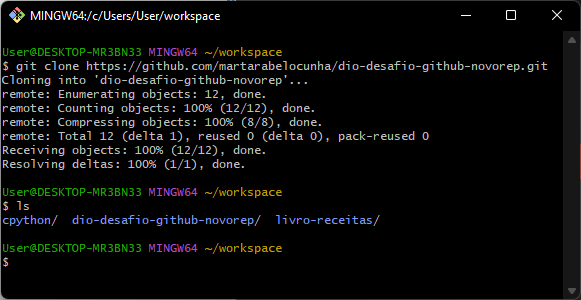 MINGW64:/c/Users/User/workspace
User@DESKTOP-MR3BN33 MINGW64 ~/workspace
$ git clone https://github.com/martarabelocunha/dio-desafio-github-novorep.git
Cloning into 'dio-desafio-github-novorep'...
remote: Enumerating objects: 12, done.
remote: Counting objects: 100% (12/12), done.
remote: Compressing objects: 100% (8/8), done.
remote: Total 12 (delta 1), reused 0 (delta 0), pack-reused 0
Receiving objects: 100% (12/12), done.
Resolving deltas: 100% (1/1), done.
User@DESKTOP-MR3BN33 MINGW64 ~/workspace
$ ls
cpython/  dio-desafio-github-novorep/  livro-receitas/
User@DESKTOP-MR3BN33 MINGW64 ~/workspace
$